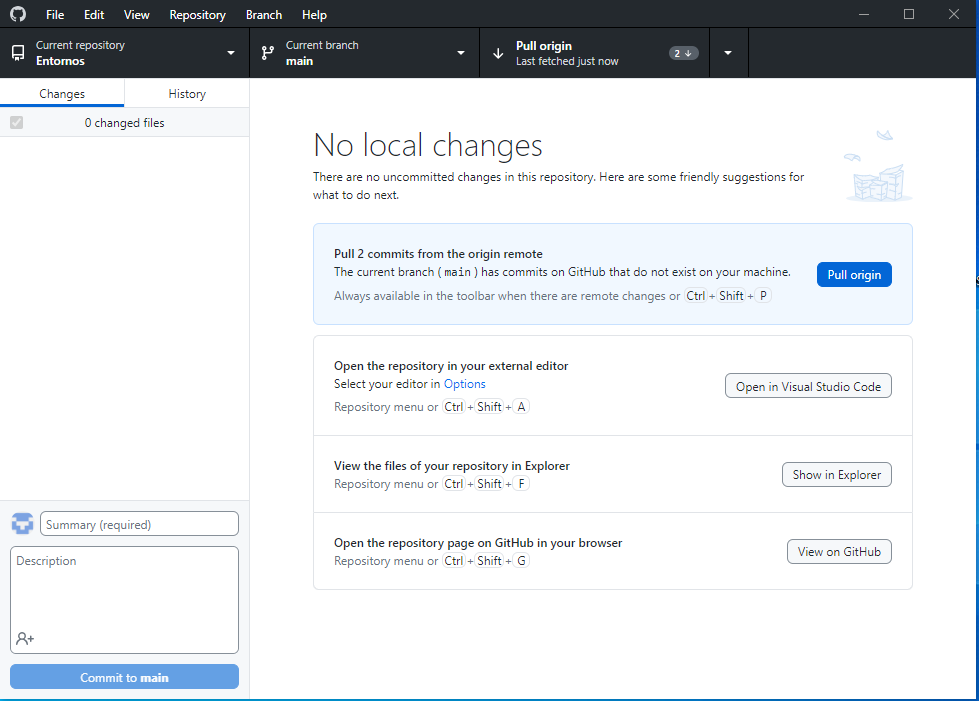 File Edit View Repository Branch Help
Current repository
Entornos
Current branch
main
Pull origin
Last fetched just now
2
Changes
History
0 changed files
No local changes
There are no uncommitted changes in this repository. Here are some friendly suggestions for
what to do next.
Pull 2 commits from the origin remote
The current branch ( main ) has commits on GitHub that do not exist on your machine.
Always available in the toolbar when there are remote changes or Ctrl + Shift + P
Pull origin
Open the repository in your external editor
Select your editor in Options
Repository menu or Ctrl + Shift + A
Open in Visual Studio Code
View the files of your repository in Explorer
Repository menu or Ctrl + Shift + F
Show in Explorer
Open the repository page on GitHub in your browser
Repository menu or Ctrl + Shift + G
View on GitHub
Summary (required)
Description
Commit to main